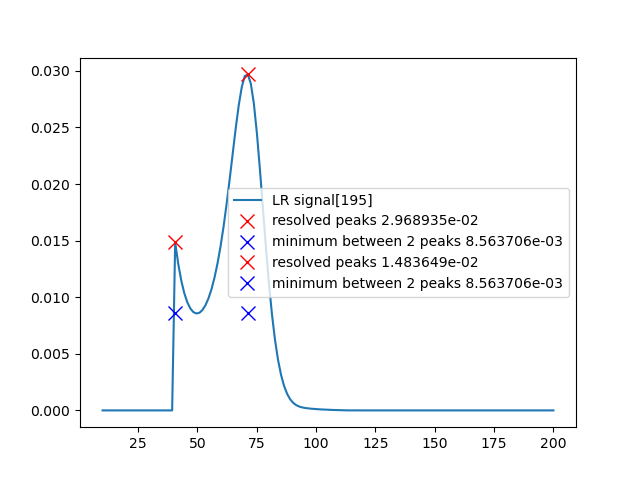 0.030
0.025
0.020
0.015
0.010
0.005
0.000
LR signal[195]
resolved peaks 2.968935e-02
minimum between 2 peaks 8.563706e-03
resolved peaks 1.483649e-02
minimum between 2 peaks 8.563706e-03
25 50 75 100 125 150 175 200